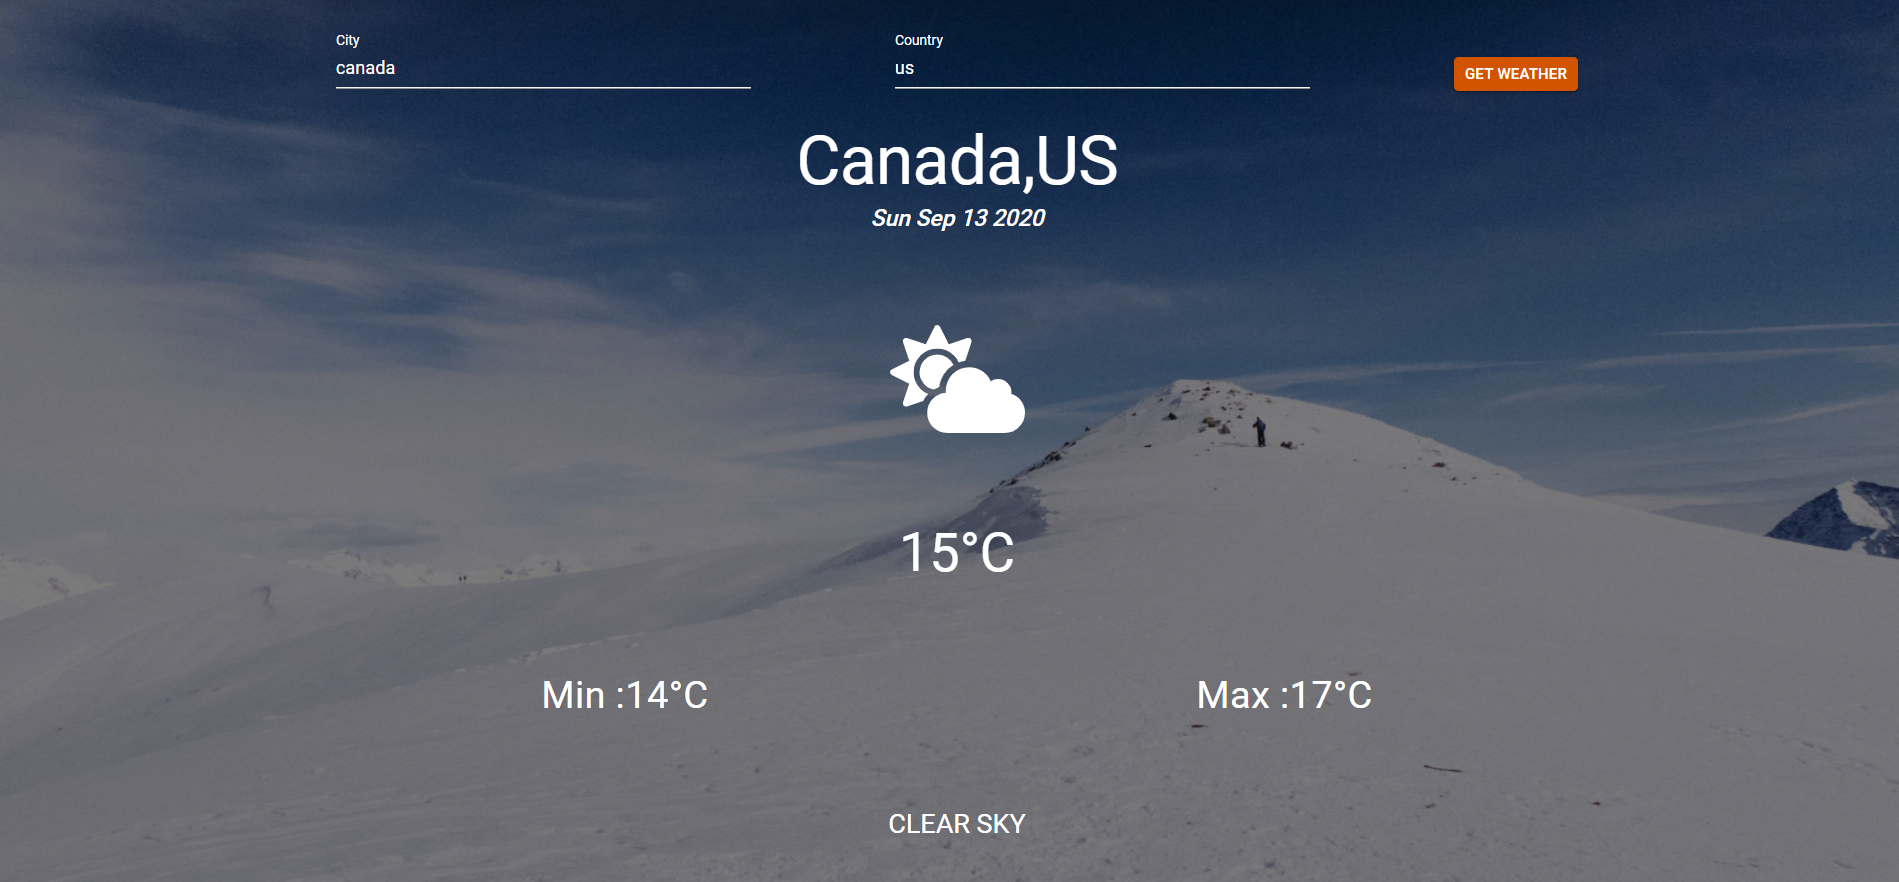 City
canada
Country
us
GET WEATHER
Canada,US
Sun Sep 13 2020
15°C
Min :14°C
Max :17°C
CLEAR SKY